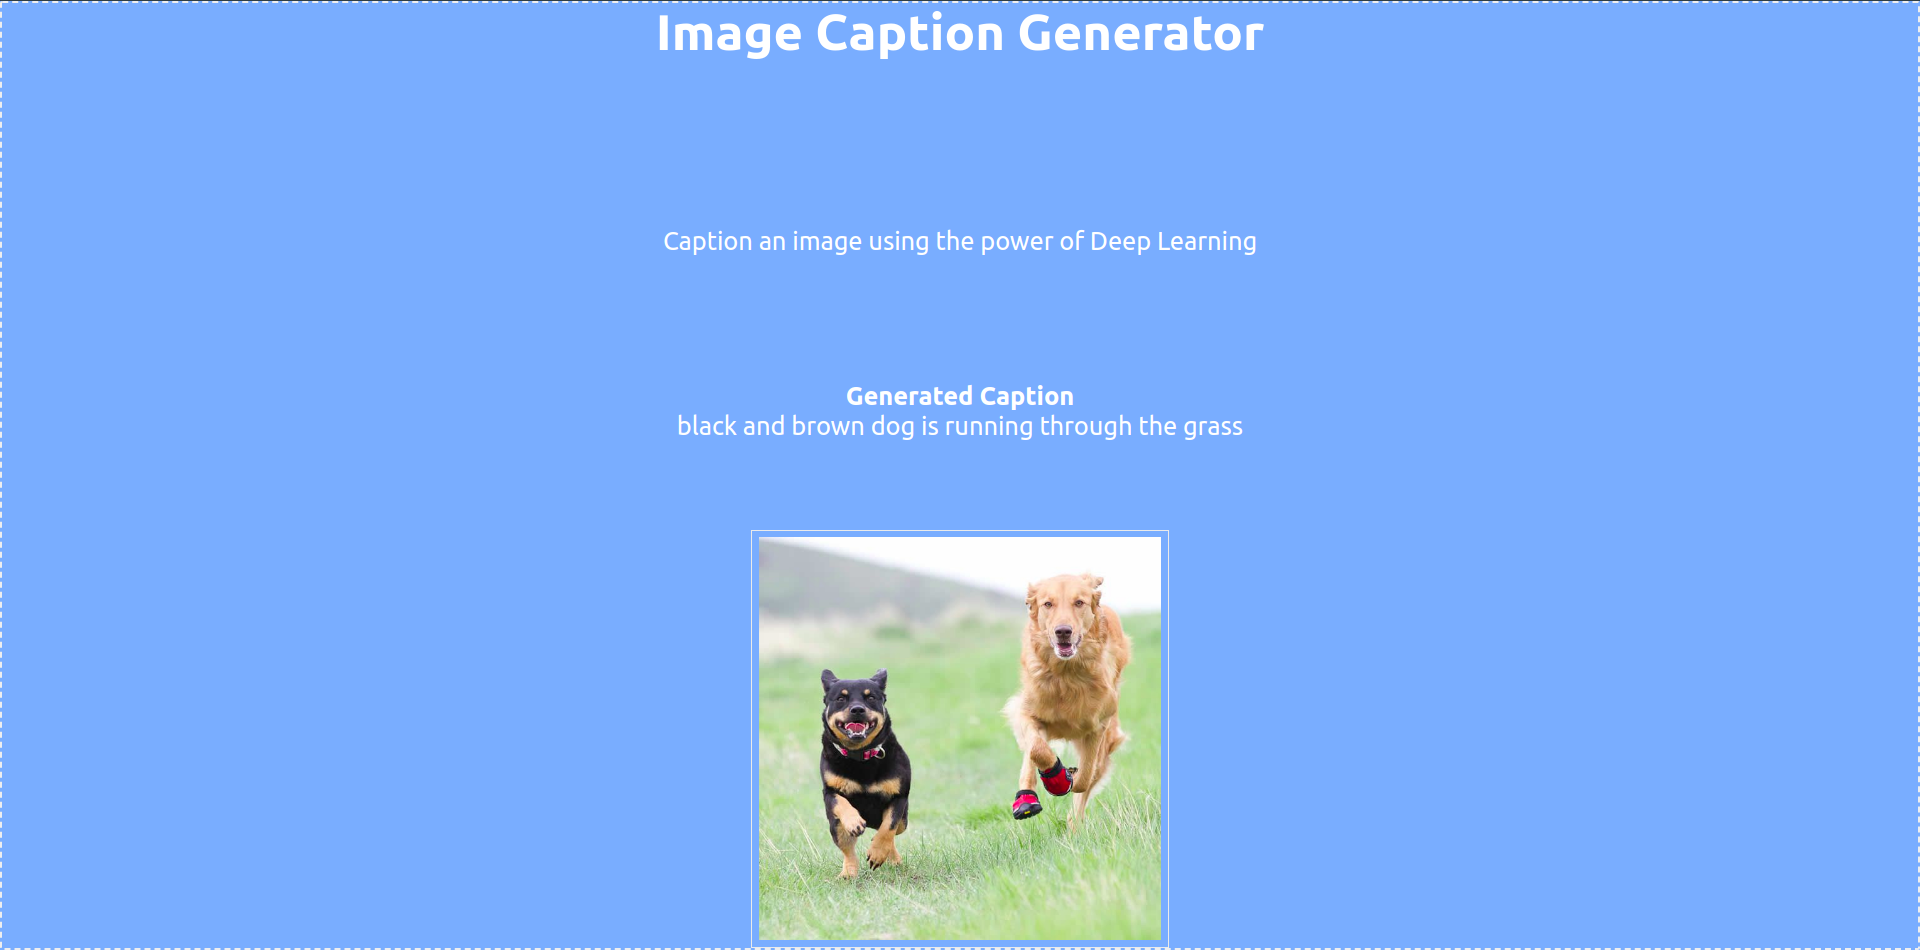 Image Caption Generator
Caption an image using the power of Deep Learning
Generated Caption
black and brown dog is running through the grass